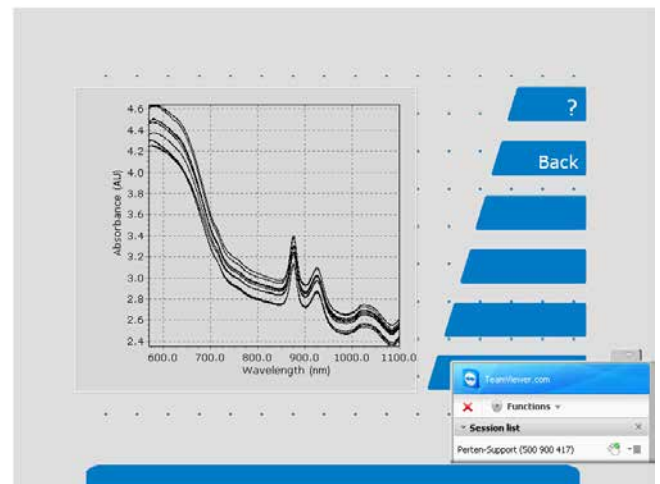 ?
Back
4.6
4.4
4.2
4.0
3.8
3.6
3.4
3.2
3.0
2.8
2.6
2.4
Absorbance (AU)
600.0 700.0 800.0 900.0 1000.0 1100.0
Wavelength (nm)
TeamViewer.com
Functions
Session list
Perten-Support (500 900 417)